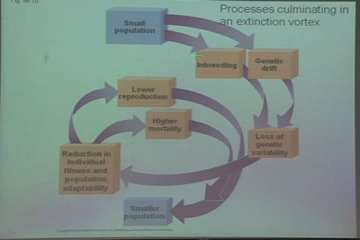 Processes culminating in
an extinction vortex
Small
population
Inbreeding
Genetic
drift
Lower
reproduction
Higher
mortality
Loss of
genetic
variability
Reduction in
individual
fitness and
population
adaptability
Smaller
population